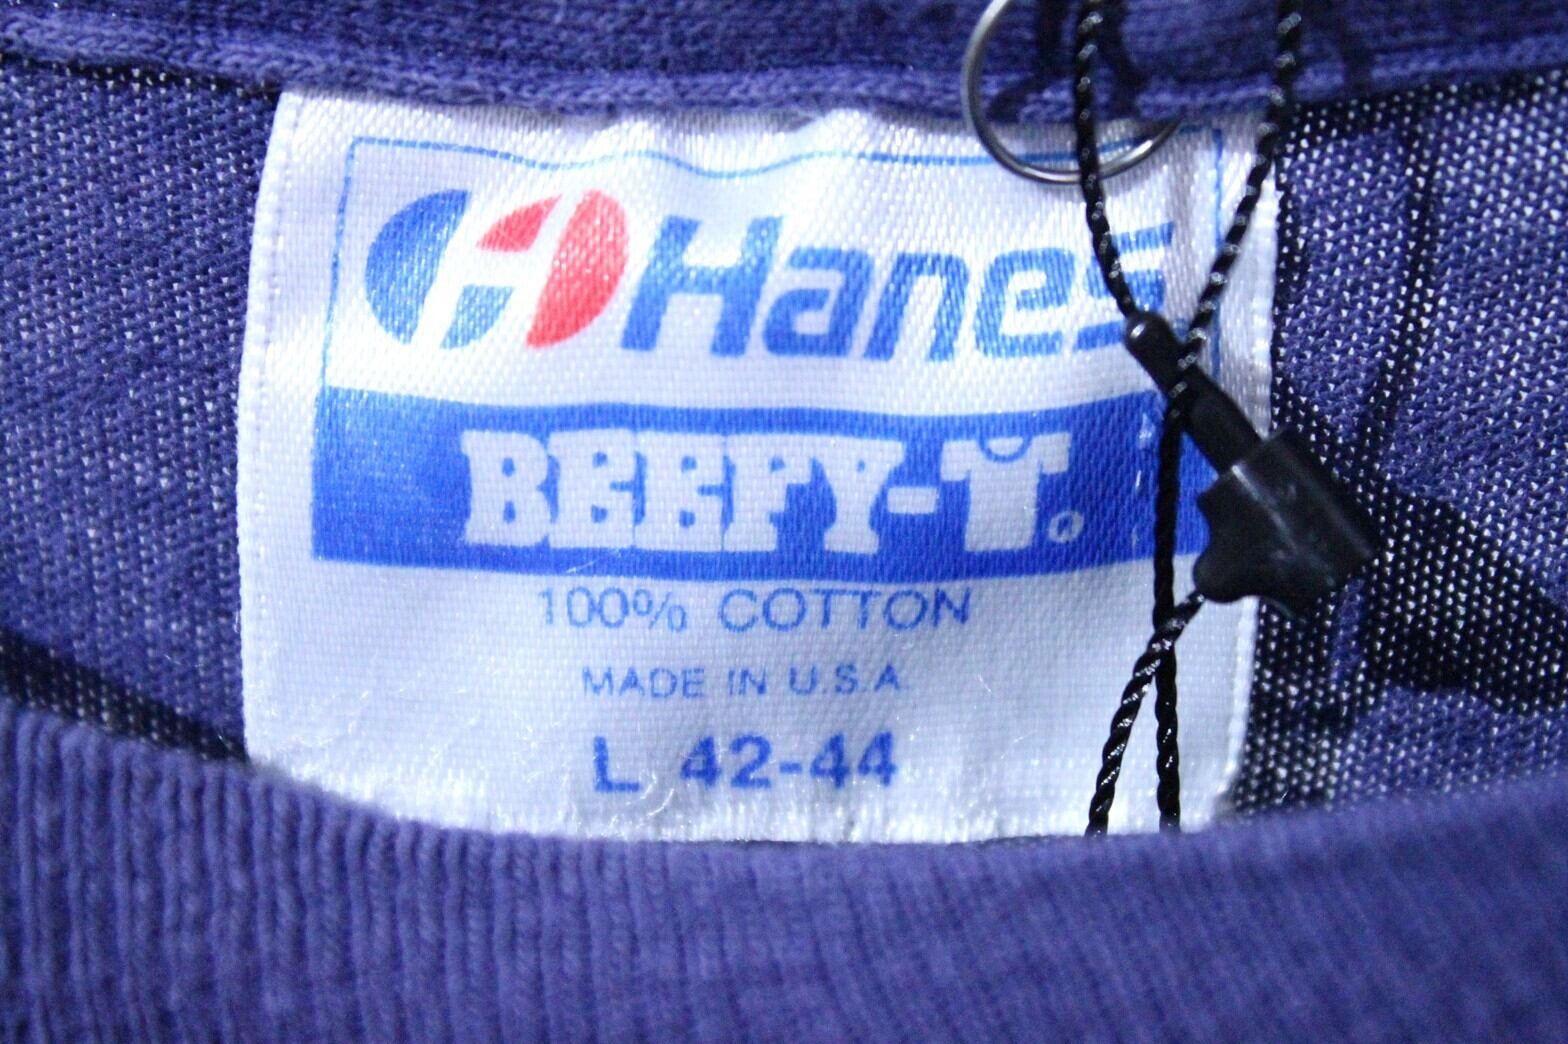 Hanes
BEEFY-T®
100% COTTON
MADE IN U.S.A
L 42-44